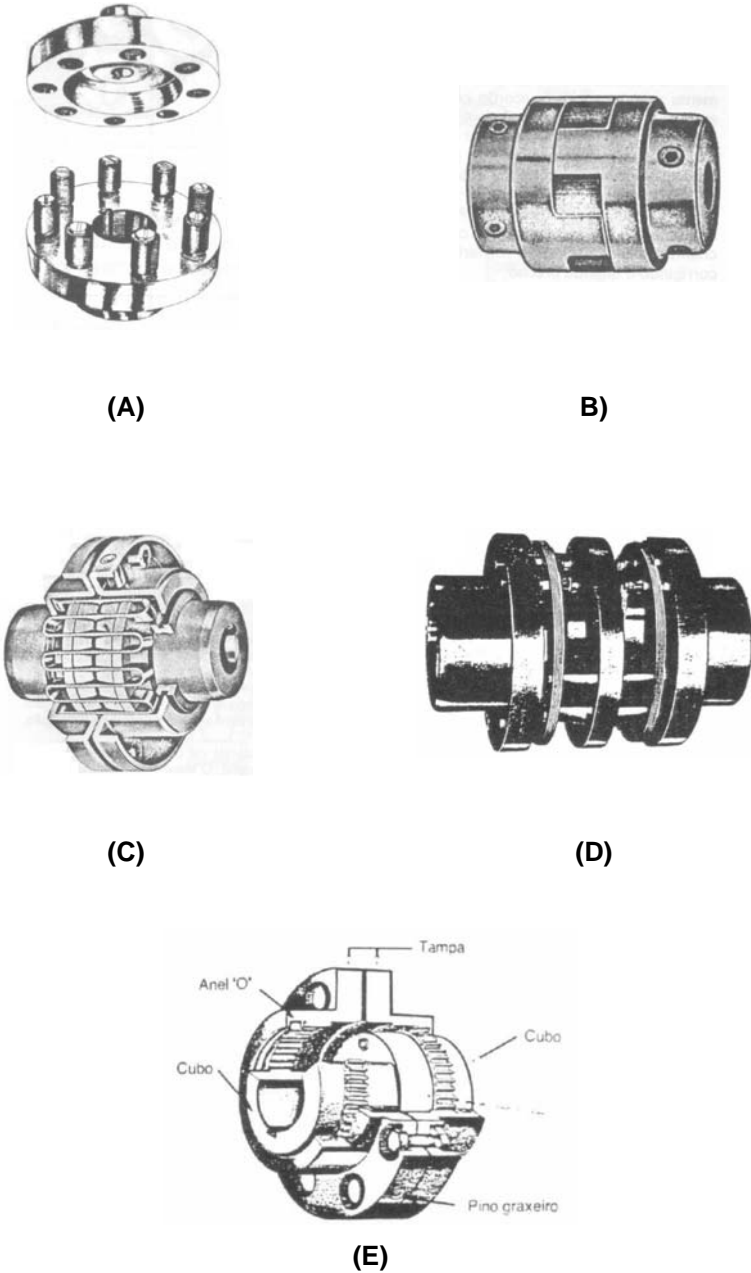 (A)
B)
(C)
(D)
Tampa
Anel "O"
Cubo
Cubo
Pino graxeiro
(E)